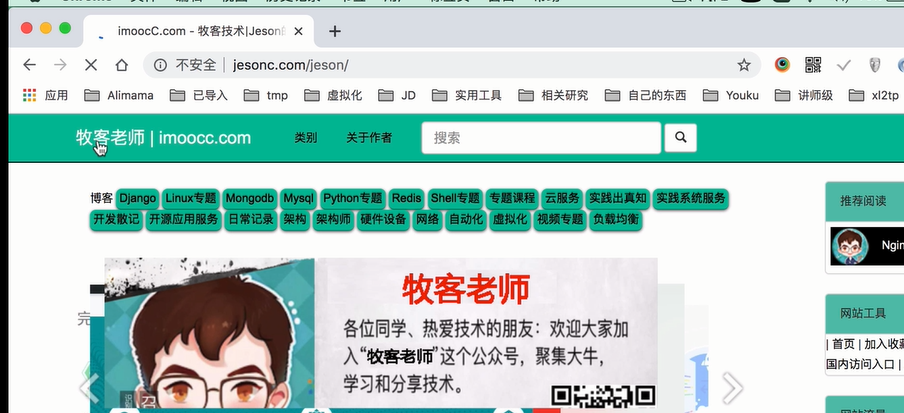 imoocC.com - 牧客技术|Jeson
不安全 | jesonc.com/jeson/
应用 Alimama 已导入 tmp 虚拟化 JD 实用工具 相关研究 自己的东西 Youku 讲师级 xl2tp
牧客老师 | imoocc.com 类别 关于作者 搜索
博客 Django Linux专题 Mongodb Mysql Python专题 Redis Shell专题 专题课程 云服务 实践出真知 实践系统服务
开发散记 开源应用服务 日常记录 架构 架构师 硬件设备 网络 自动化 虚拟化 视频专题 负载均衡
牧客老师
各位同学、热爱技术的朋友：欢迎大家加
入“牧客老师”这个公众号，聚集大牛，
学习和分享技术。
完
召
推荐阅读
Ngin
网站工具
| 首页 | 加入收藏
国内访问入口 |